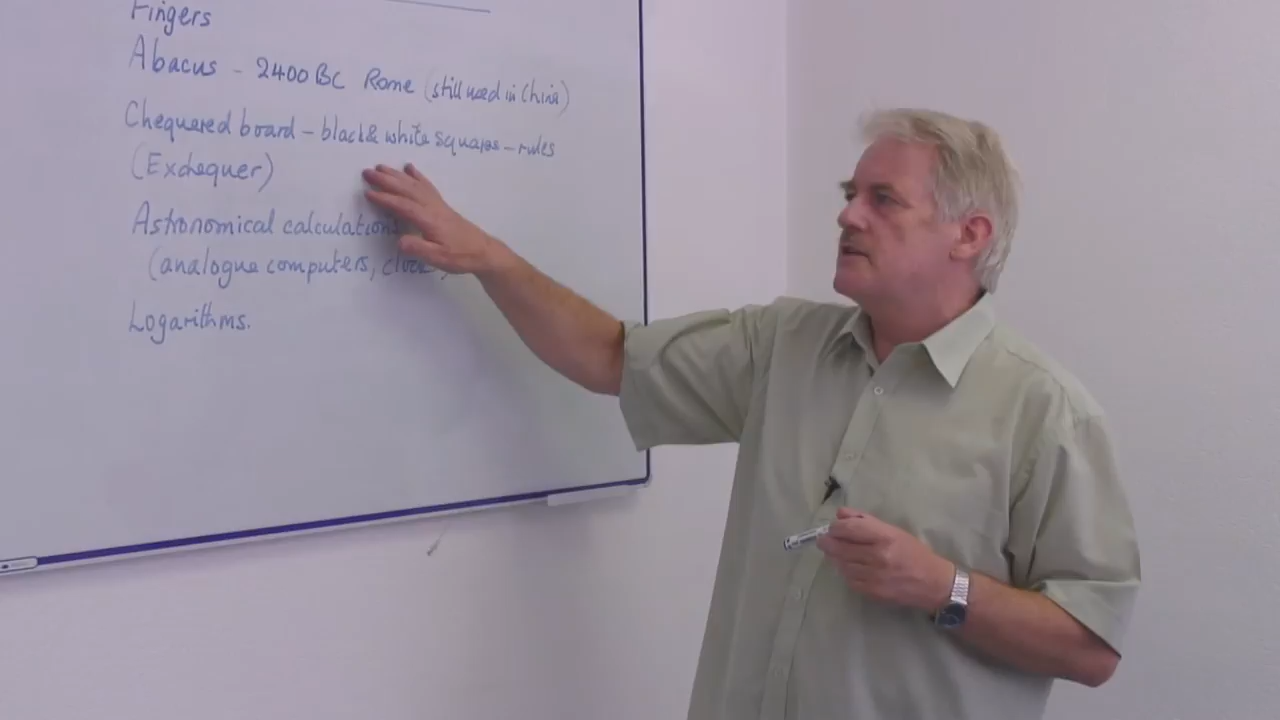 Fingers
Abacus - 2400 BC Rome (still used in China)
Chequered board - black & white squares - rules
(Exchequer)
Astronomical calculations
(analogue computers,
Logarithms.